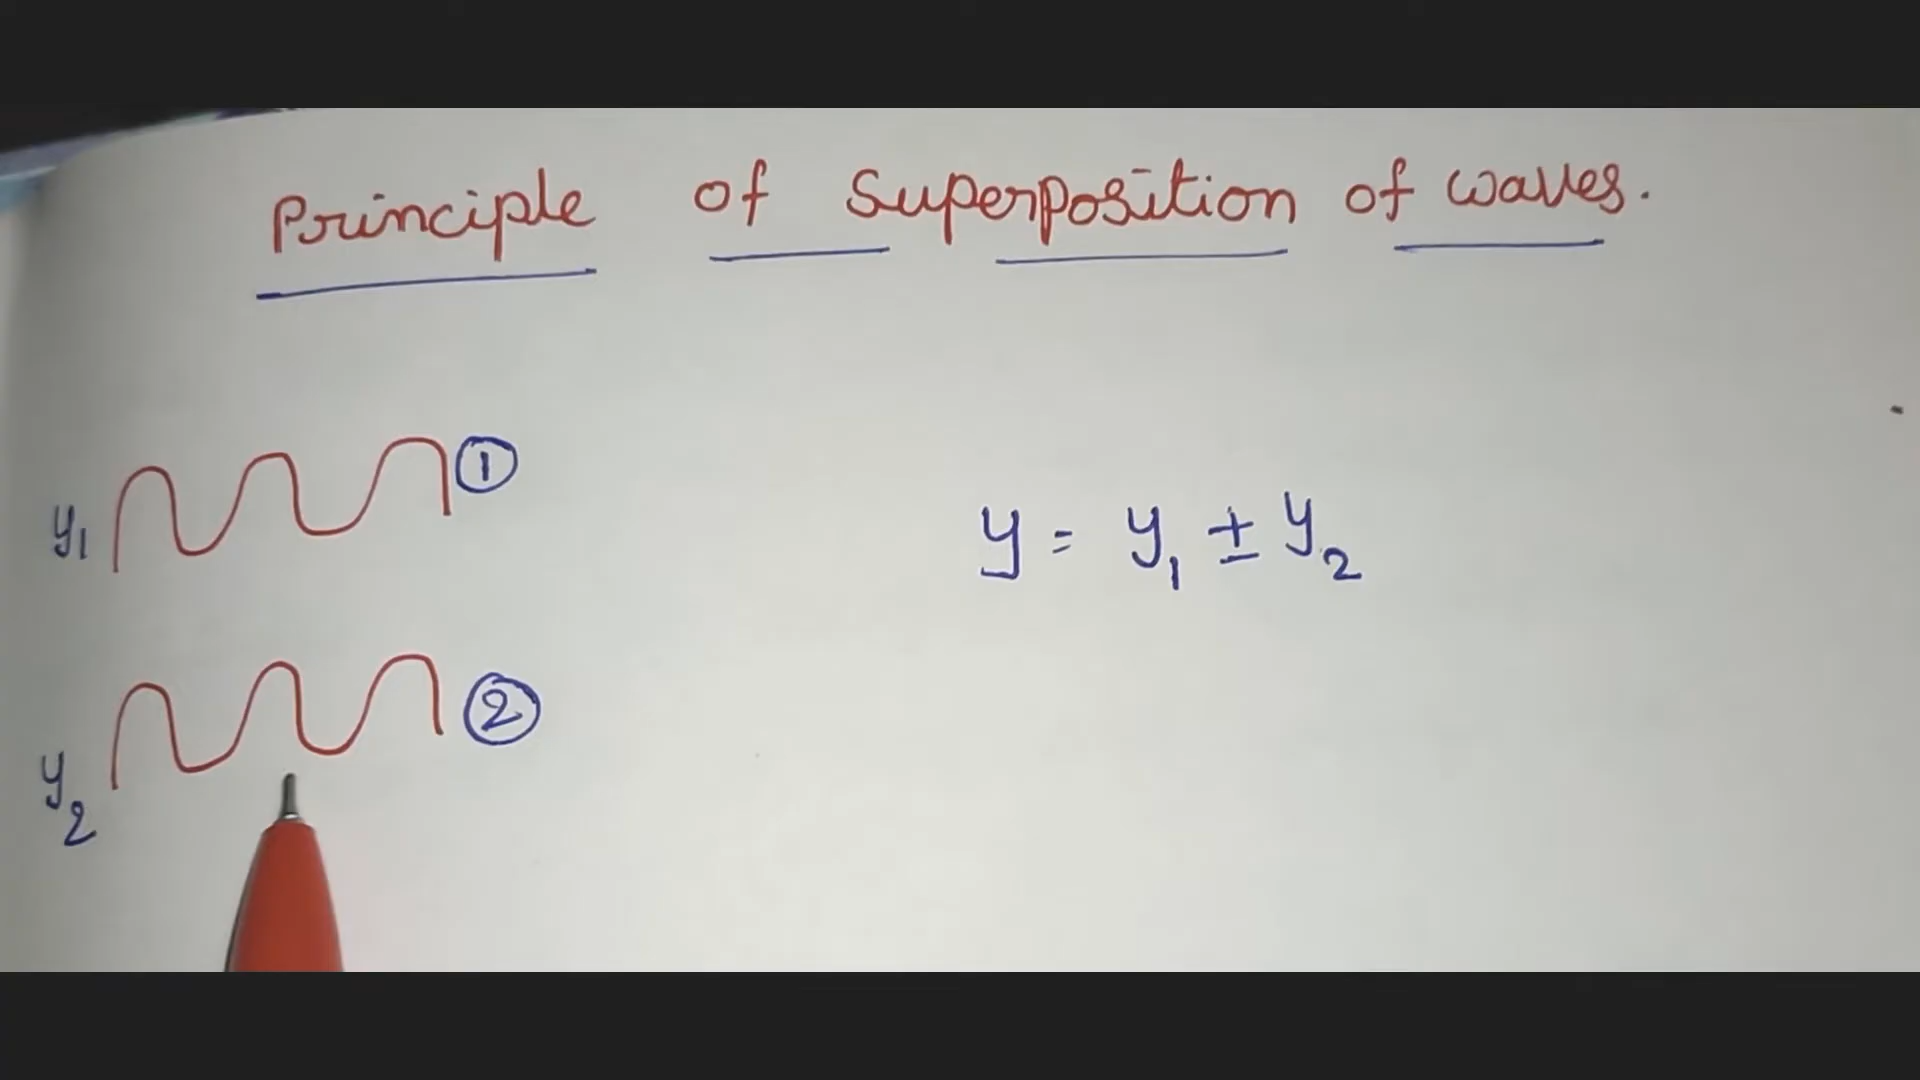 Principle of Superposition of waves.
y₁ ①
y = y₁ ± y₂
y₂ ②